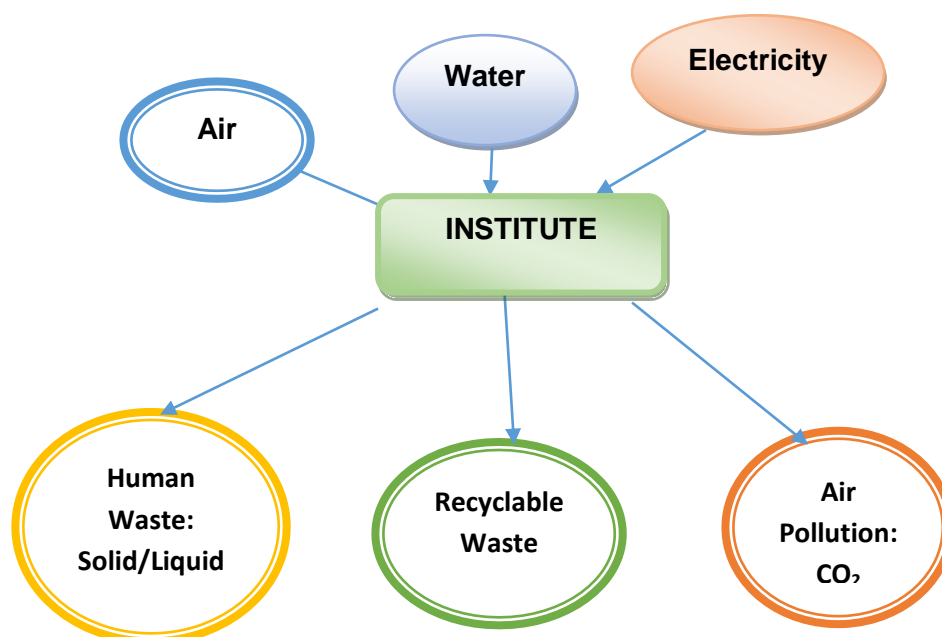 Air
Water
Electricity
INSTITUTE
Human
Waste:
Solid/Liquid
Recyclable
Waste
Air
Pollution:
CO₂